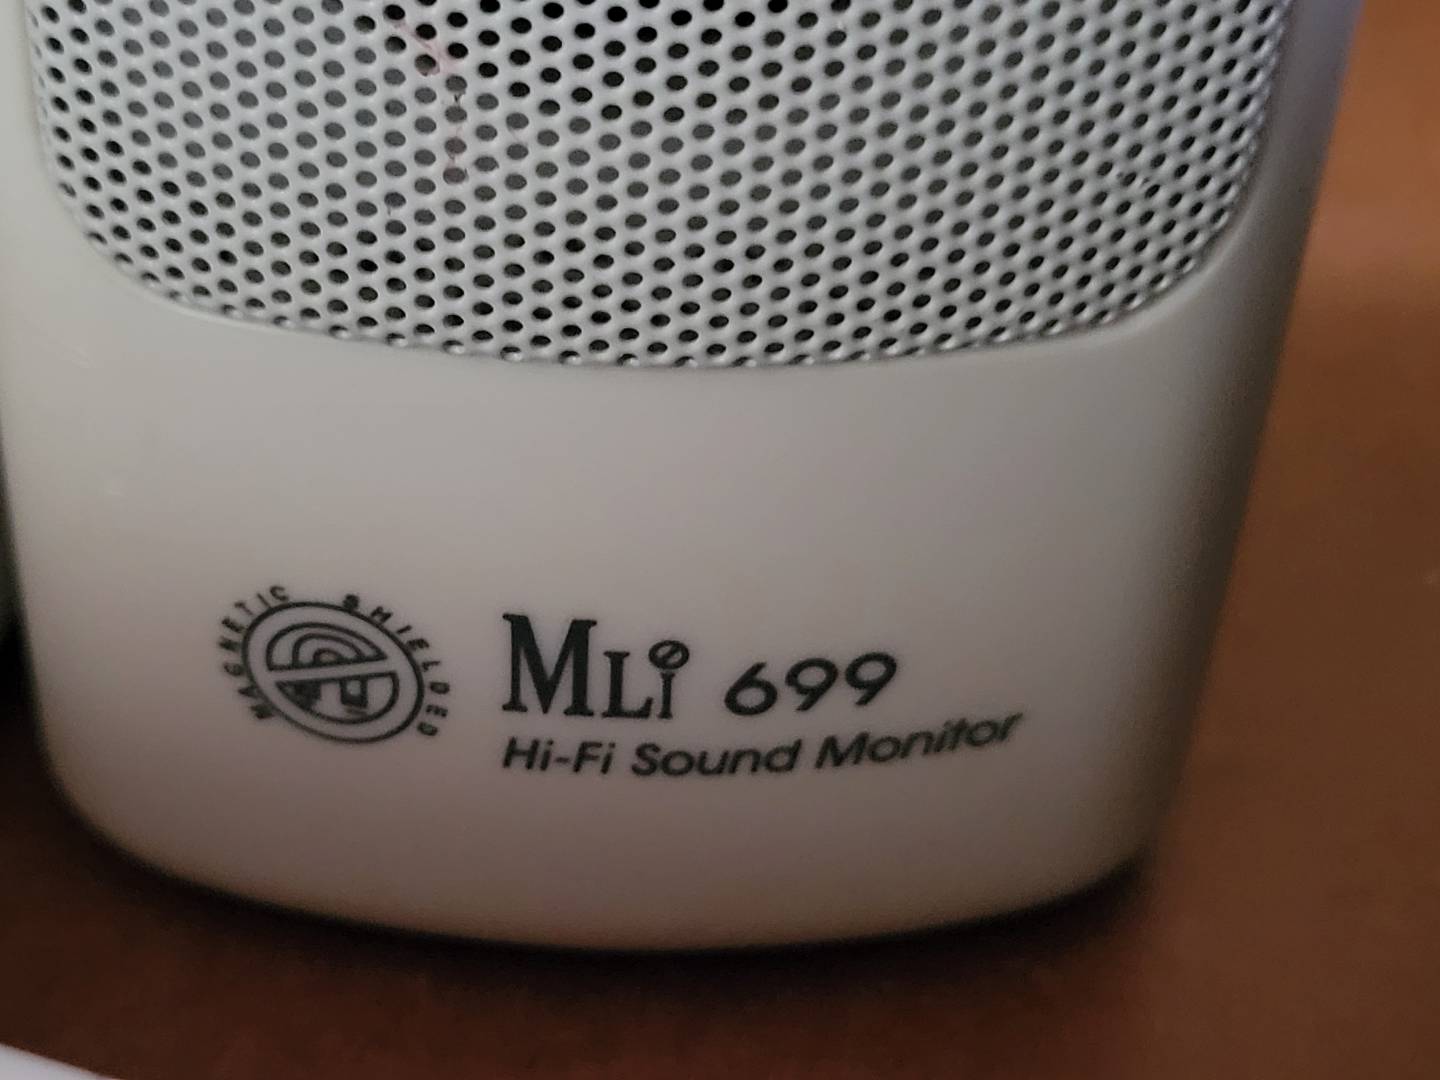 MAGNETIC SHIELDED
MLi 699
Hi-Fi Sound Monitor